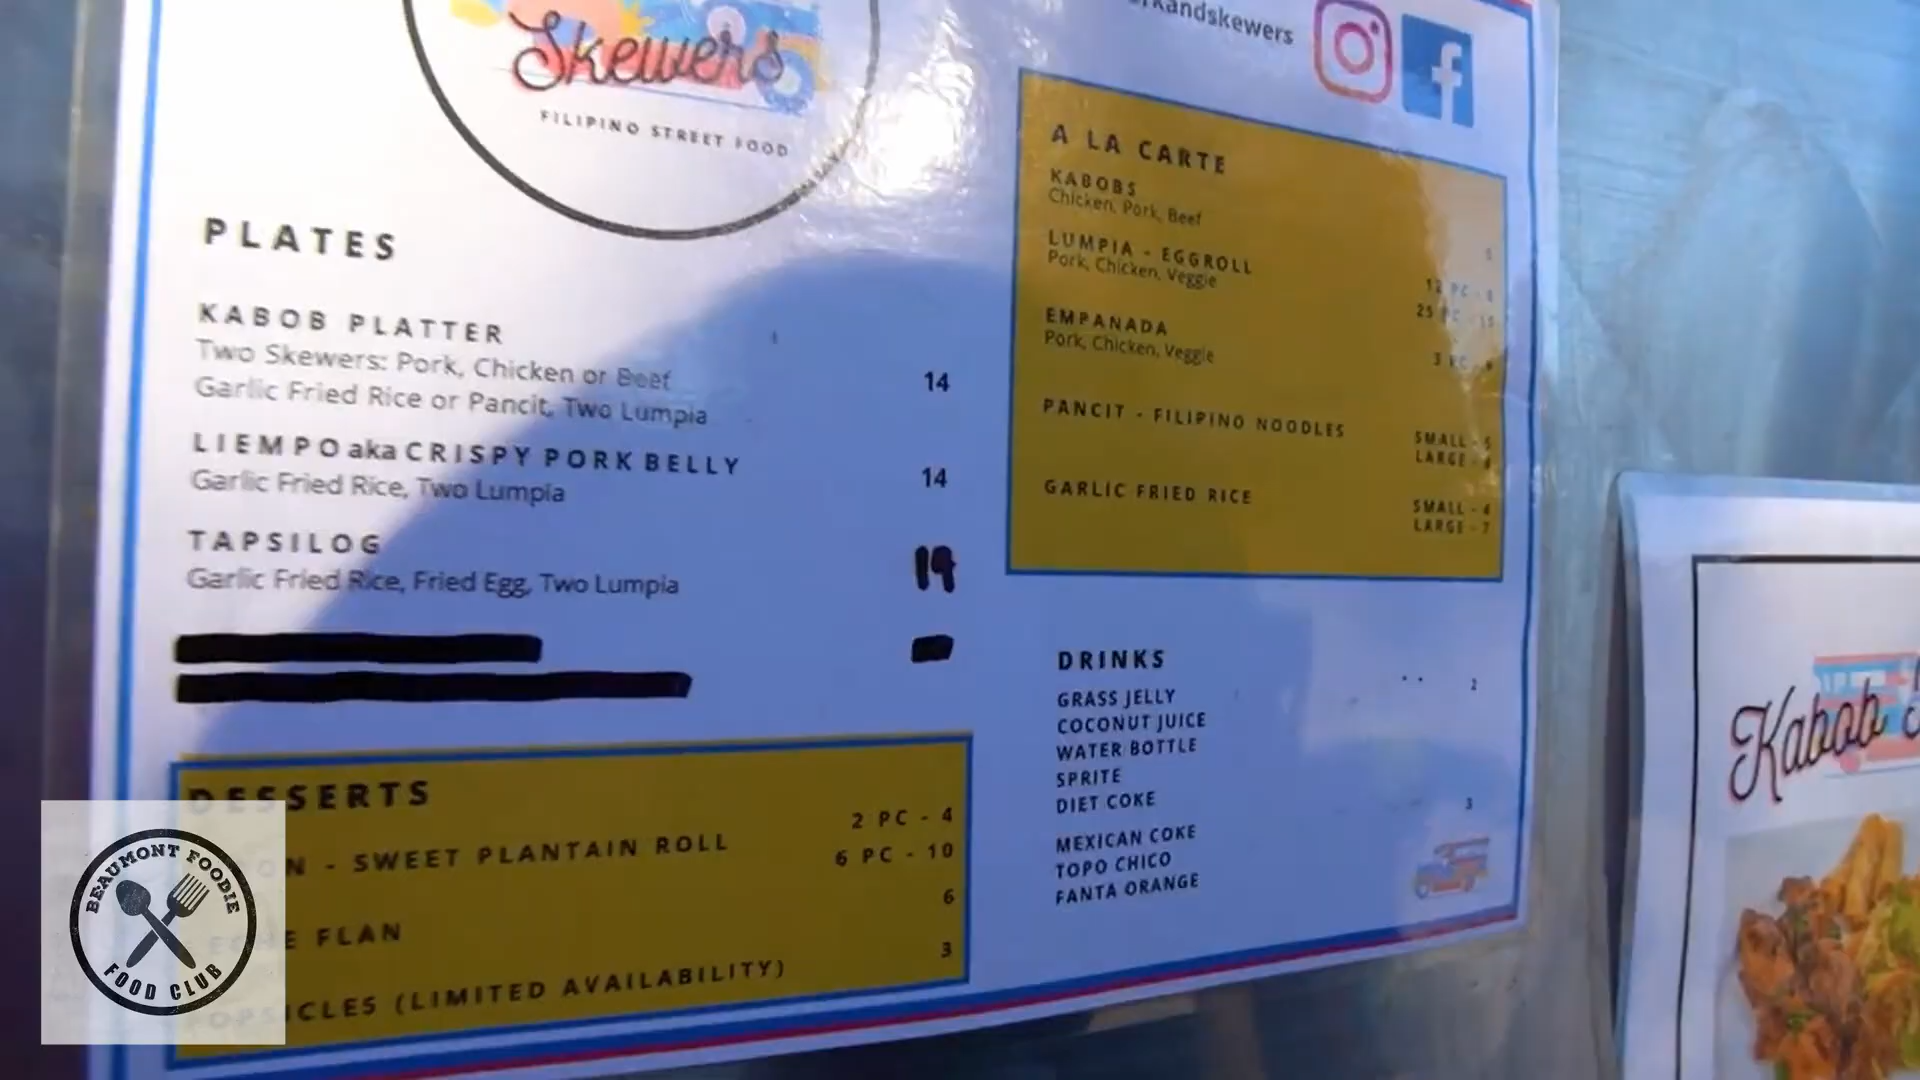 Skewers
FILIPINO STREET FOOD
PLATES
KABOB PLATTER
Two Skewers: Pork, Chicken or Beef
Garlic Fried Rice or Pancit, Two Lumpia
14
LIEMPO aka CRISPY PORK BELLY
Garlic Fried Rice, Two Lumpia
14
TAPSILOG
Garlic Fried Rice, Fried Egg, Two Lumpia
DESSERTS
- SWEET PLANTAIN ROLL
2 PC - 4
6 PC - 10
FLAN
6
(LIMITED AVAILABILITY)
3
A LA CARTE
KABOBS
Chicken, Pork, Beef
LUMPIA - EGGROLL
Pork, Chicken, Veggie
12 PC
25 PC
EMPANADA
Pork, Chicken, Veggie
3 PC
PANCIT - FILIPINO NOODLES
SMALL - 5
LARGE
GARLIC FRIED RICE
SMALL - 4
LARGE - 7
DRINKS
GRASS JELLY
2
COCONUT JUICE
WATER BOTTLE
SPRITE
DIET COKE
MEXICAN COKE
3
TOPO CHICO
FANTA ORANGE
Kabob
BEAUMONT FOODIE
FOOD CLUB